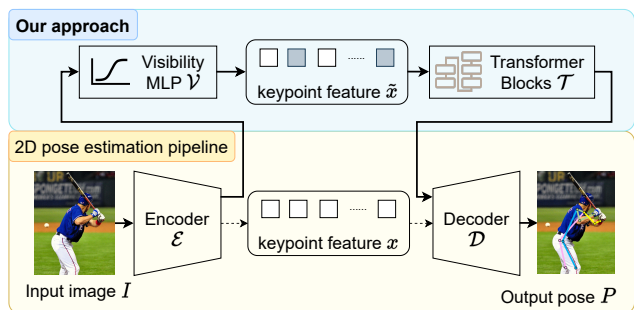 Our approach
Visibility
MLP 𝒱
......
keypoint feature x̃
Transformer
Blocks 𝒯
2D pose estimation pipeline
Encoder
ℰ
......
keypoint feature x
Decoder
𝒟
Input image I
Output pose P